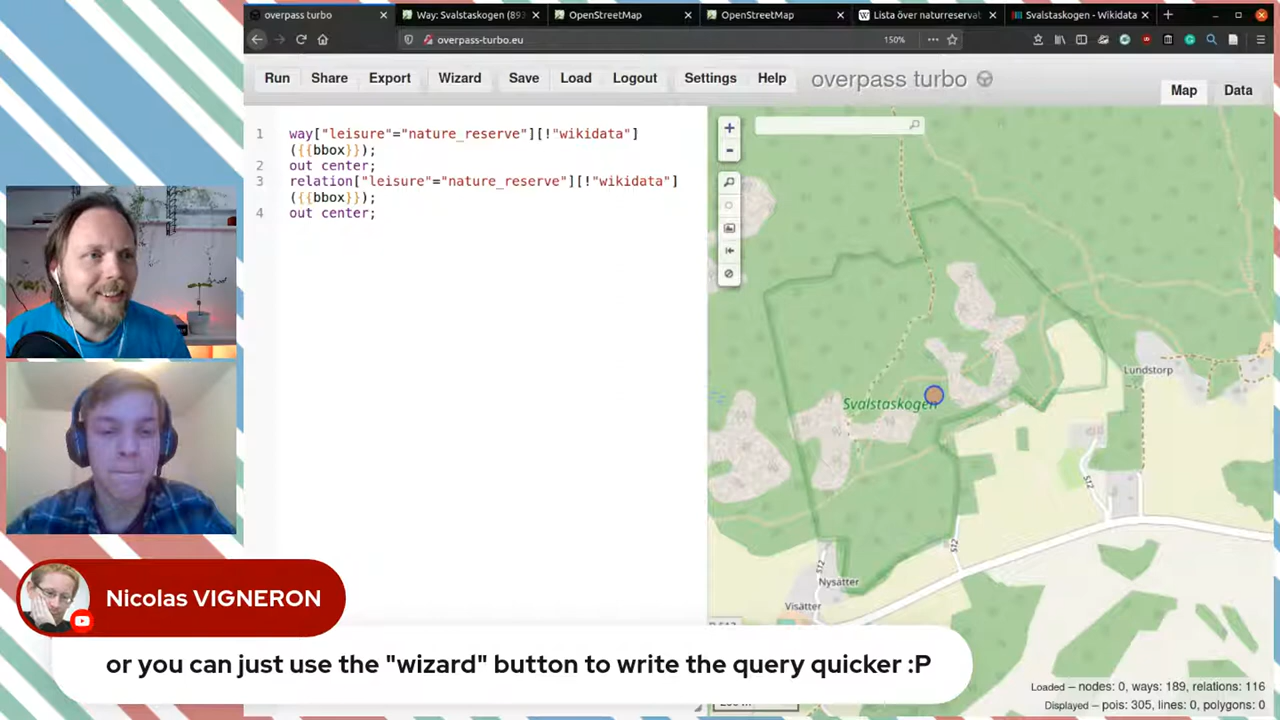 overpass turbo
Way: Svalstaskogen (893
OpenStreetMap
OpenStreetMap
Lista över naturreservat
Svalstaskogen - Wikidata
overpass-turbo.eu
150%
Run
Share
Export
Wizard
Save
Load
Logout
Settings
Help
overpass turbo
Map
Data
1 way["leisure"="nature_reserve"][!"wikidata"]
({{bbox}});
2 out center;
3 relation["leisure"="nature_reserve"][!"wikidata"]
({{bbox}});
4 out center;
+
-
Svalstaskogen
Lundstorp
512
512
512
Nysätter
Visätter
Loaded – nodes: 0, ways: 189, relations: 116
Displayed – pois: 305, lines: 0, polygons: 0
Nicolas VIGNERON
or you can just use the "wizard" button to write the query quicker :P